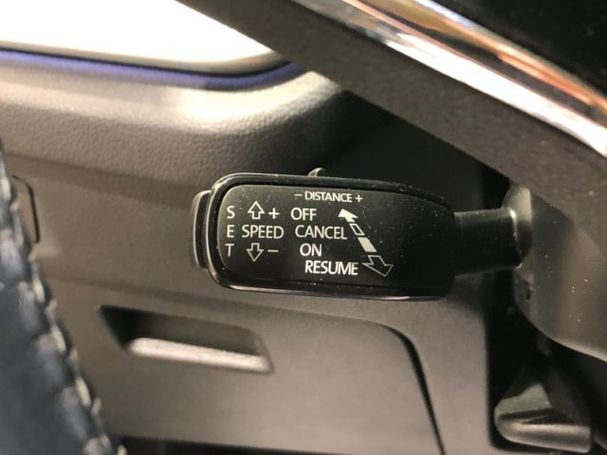 − DISTANCE +
S + OFF
E SPEED CANCEL
T − ON
RESUME